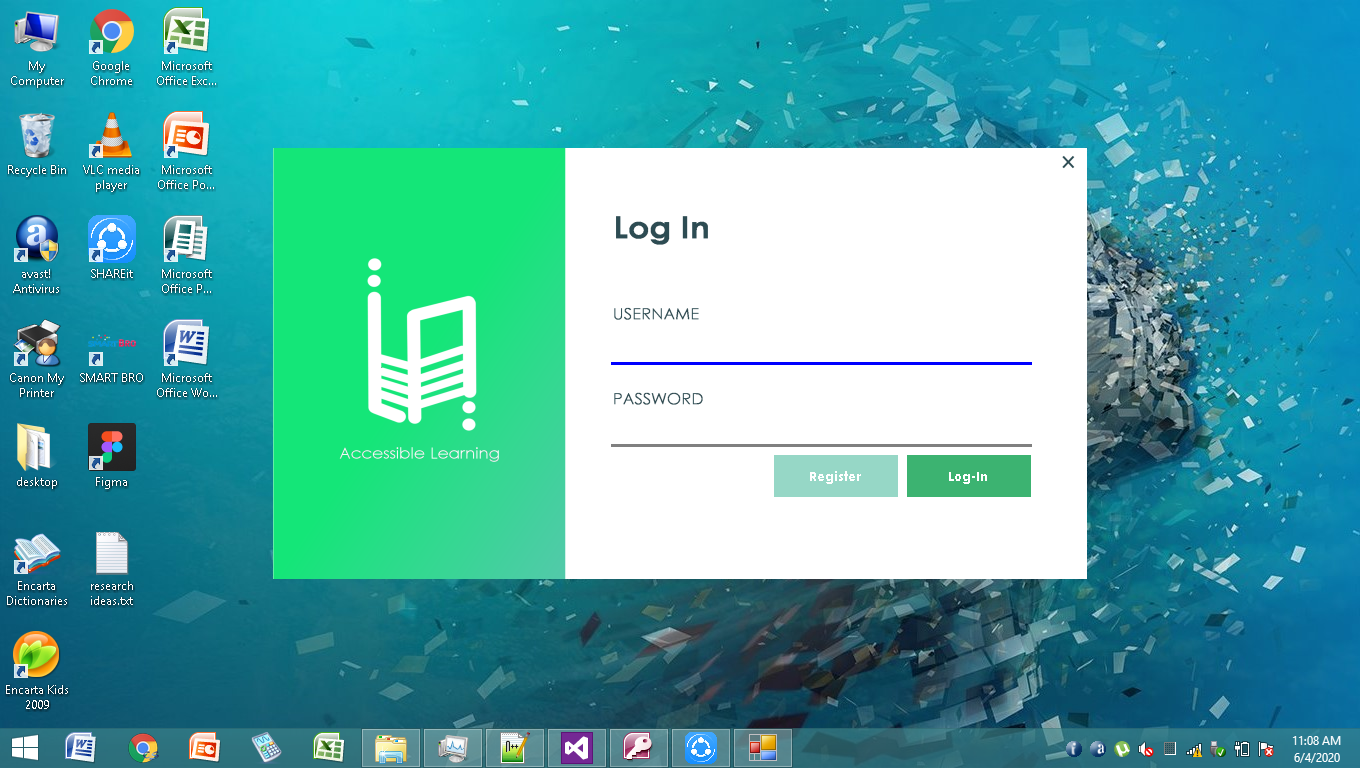 My
Computer
Google
Chrome
Microsoft
Office Exc...
Recycle Bin
VLC media
player
Microsoft
Office Po...
avast!
Antivirus
SHAREit
Microsoft
Office P...
Canon My
Printer
SMART BRO
Microsoft
Office Wo...
desktop
Figma
Encarta
Dictionaries
research
ideas.txt
Encarta Kids
2009
Accessible Learning
Log In
USERNAME
PASSWORD
Register
Log-In
11:08 AM
6/4/2020